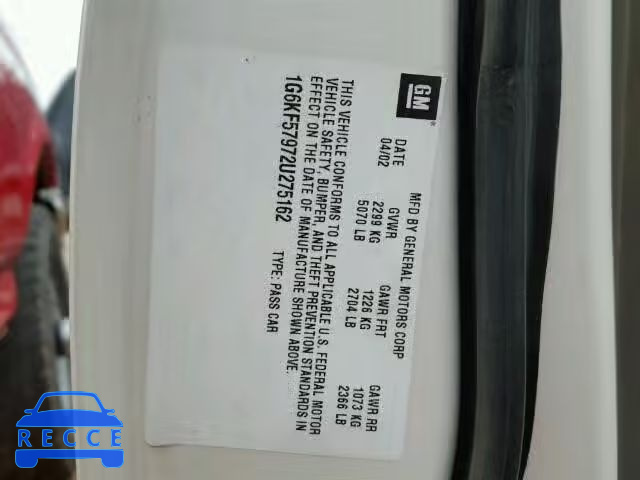 GM
MFD BY GENERAL MOTORS CORP
DATE GVWR GAWR FRT GAWR RR
04/02 2299 KG 1226 KG 1073 KG
5070 LB 2704 LB 2366 LB
THIS VEHICLE CONFORMS TO ALL APPLICABLE U.S. FEDERAL MOTOR
VEHICLE SAFETY, BUMPER, AND THEFT PREVENTION STANDARDS IN
EFFECT ON THE DATE OF MANUFACTURE SHOWN ABOVE.
1G6KF57972U275162 TYPE: PASS CAR
RECCE